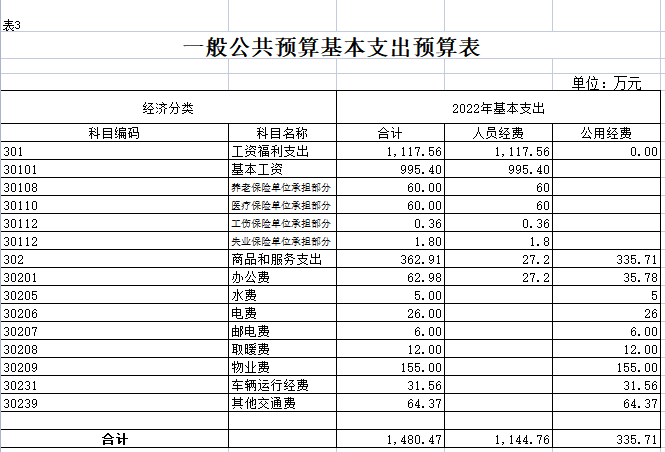 表3
一般公共预算基本支出预算表
单位：万元
经济分类 2022年基本支出
科目编码 科目名称 合计 人员经费 公用经费
301 工资福利支出 1,117.56 1,117.56 0.00
30101 基本工资 995.40 995.40
30108 养老保险单位承担部分 60.00 60
30110 医疗保险单位承担部分 60.00 60
30112 工伤保险单位承担部分 0.36 0.36
30112 失业保险单位承担部分 1.80 1.8
302 商品和服务支出 362.91 27.2 335.71
30201 办公费 62.98 27.2 35.78
30205 水费 5.00 5
30206 电费 26.00 26
30207 邮电费 6.00 6.00
30208 取暖费 12.00 12.00
30209 物业费 155.00 155.00
30231 车辆运行经费 31.56 31.56
30239 其他交通费 64.37 64.37
合计 1,480.47 1,144.76 335.71